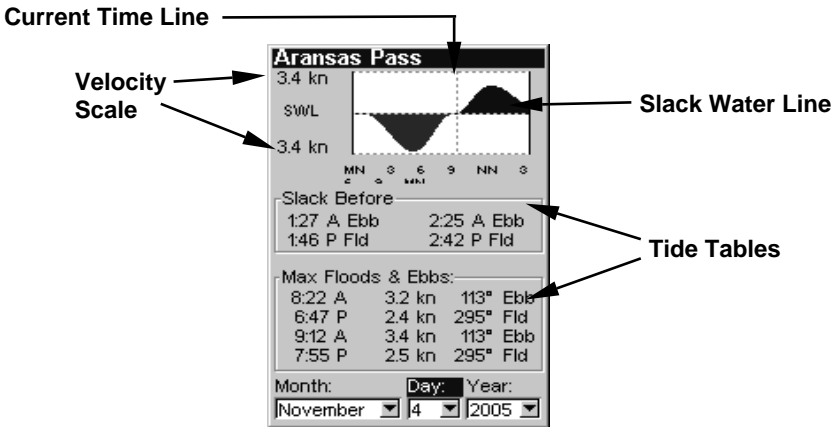 Current Time Line
Aransas Pass
3.4 kn
Velocity
Scale
SWL
Slack Water Line
3.4 kn
MN 3 6 9 NN 3
Slack Before
1:27 A Ebb 2:25 A Ebb
1:46 P Fld 2:42 P Fld
Tide Tables
Max Floods & Ebbs:
8:22 A 3.2 kn 113° Ebb
6:47 P 2.4 kn 295° Fld
9:12 A 3.4 kn 113° Ebb
7:55 P 2.5 kn 295° Fld
Month: Day: Year:
November 4 2005